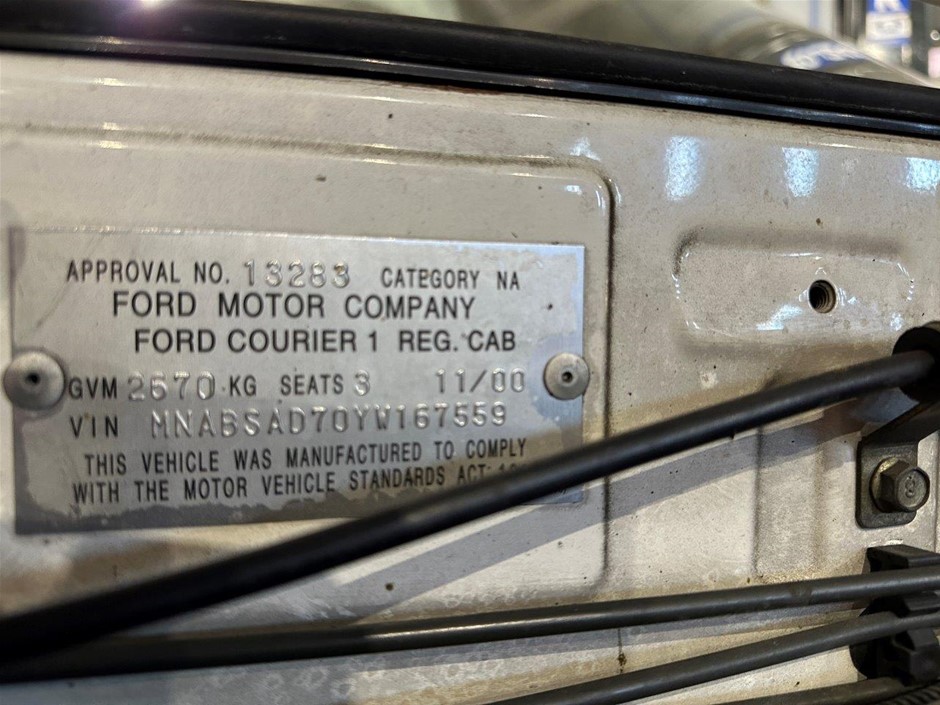 APPROVAL NO. 13283 CATEGORY NA
FORD MOTOR COMPANY
FORD COURIER 1 REG. CAB
GVM 2670 KG SEATS 3 11/00
VIN MNABSAD70YW167559
THIS VEHICLE WAS MANUFACTURED TO COMPLY
WITH THE MOTOR VEHICLE STANDARDS ACT